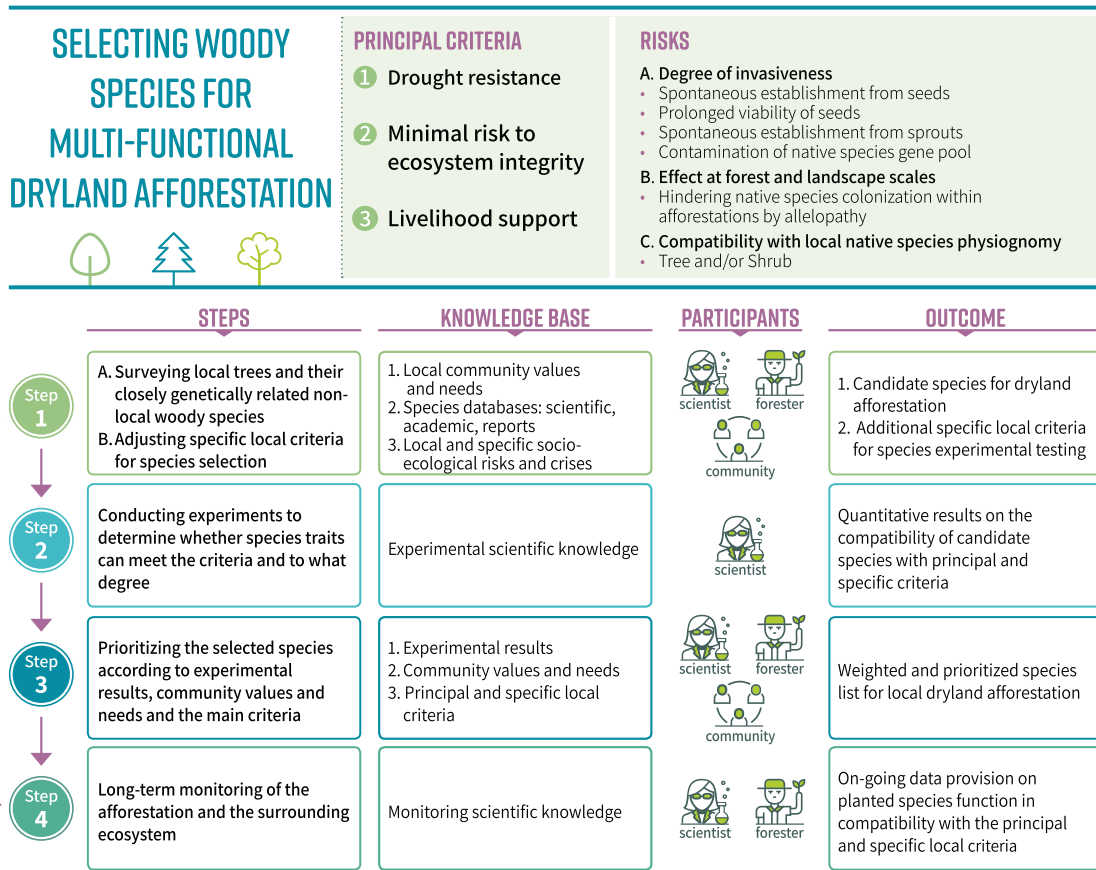 SELECTING WOODY
SPECIES FOR
MULTI-FUNCTIONAL
DRYLAND AFFORESTATION
PRINCIPAL CRITERIA
1 Drought resistance
2 Minimal risk to
ecosystem integrity
3 Livelihood support
RISKS
A. Degree of invasiveness
• Spontaneous establishment from seeds
• Prolonged viability of seeds
• Spontaneous establishment from sprouts
• Contamination of native species gene pool
B. Effect at forest and landscape scales
• Hindering native species colonization within
afforestations by allelopathy
C. Compatibility with local native species physiognomy
• Tree and/or Shrub
STEPS
KNOWLEDGE BASE
PARTICIPANTS
OUTCOME
Step
1
A. Surveying local trees and their
closely genetically related non-
local woody species
B. Adjusting specific local criteria
for species selection
1. Local community values
and needs
2. Species databases: scientific,
academic, reports
3. Local and specific socio-
ecological risks and crises
scientist
forester
community
1. Candidate species for dryland
afforestation
2. Additional specific local criteria
for species experimental testing
Step
2
Conducting experiments to
determine whether species traits
can meet the criteria and to what
degree
Experimental scientific knowledge
scientist
Quantitative results on the
compatibility of candidate
species with principal and
specific criteria
Step
3
Prioritizing the selected species
according to experimental
results, community values and
needs and the main criteria
1. Experimental results
2. Community values and needs
3. Principal and specific local
criteria
scientist
forester
community
Weighted and prioritized species
list for local dryland afforestation
Step
4
Long-term monitoring of the
afforestation and the surrounding
ecosystem
Monitoring scientific knowledge
scientist
forester
On-going data provision on
planted species function in
compatibility with the principal
and specific local criteria